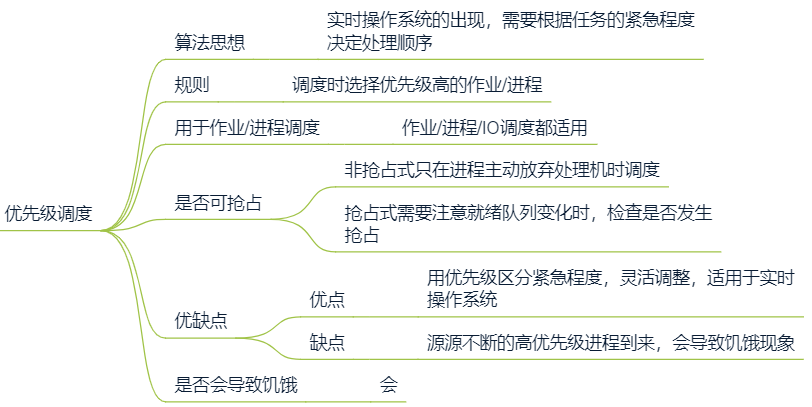 优先级调度
算法思想
实时操作系统的出现，需要根据任务的紧急程度
决定处理顺序
规则
调度时选择优先级高的作业/进程
用于作业/进程调度
作业/进程/IO调度都适用
是否可抢占
非抢占式只在进程主动放弃处理机时调度
抢占式需要注意就绪队列变化时，检查是否发生
抢占
优缺点
优点
用优先级区分紧急程度，灵活调整，适用于实时
操作系统
缺点
源源不断的高优先级进程到来，会导致饥饿现象
是否会导致饥饿
会